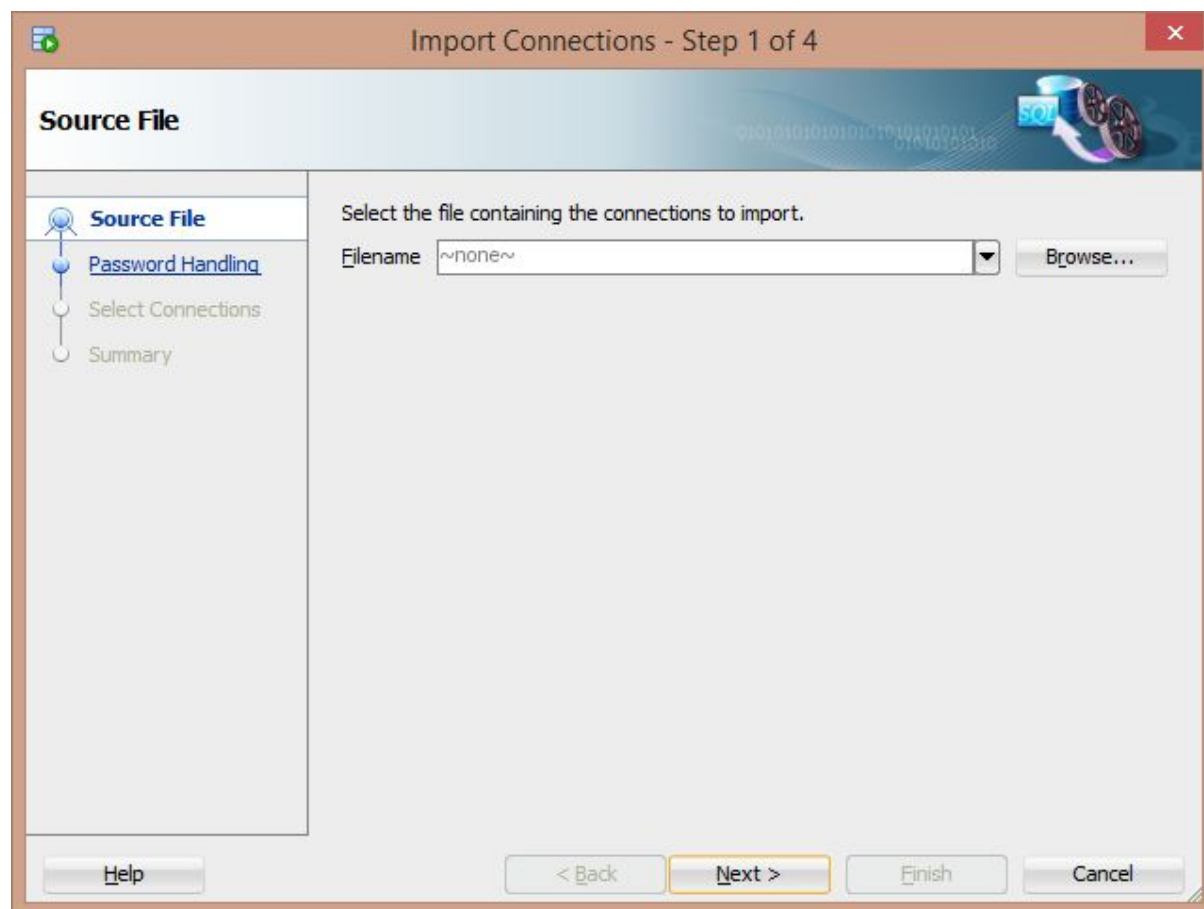 Import Connections - Step 1 of 4
Source File
SQL
Source File
Password Handling
Select Connections
Summary
Select the file containing the connections to import.
Filename ~none~ Browse...
Help < Back Next > Finish Cancel